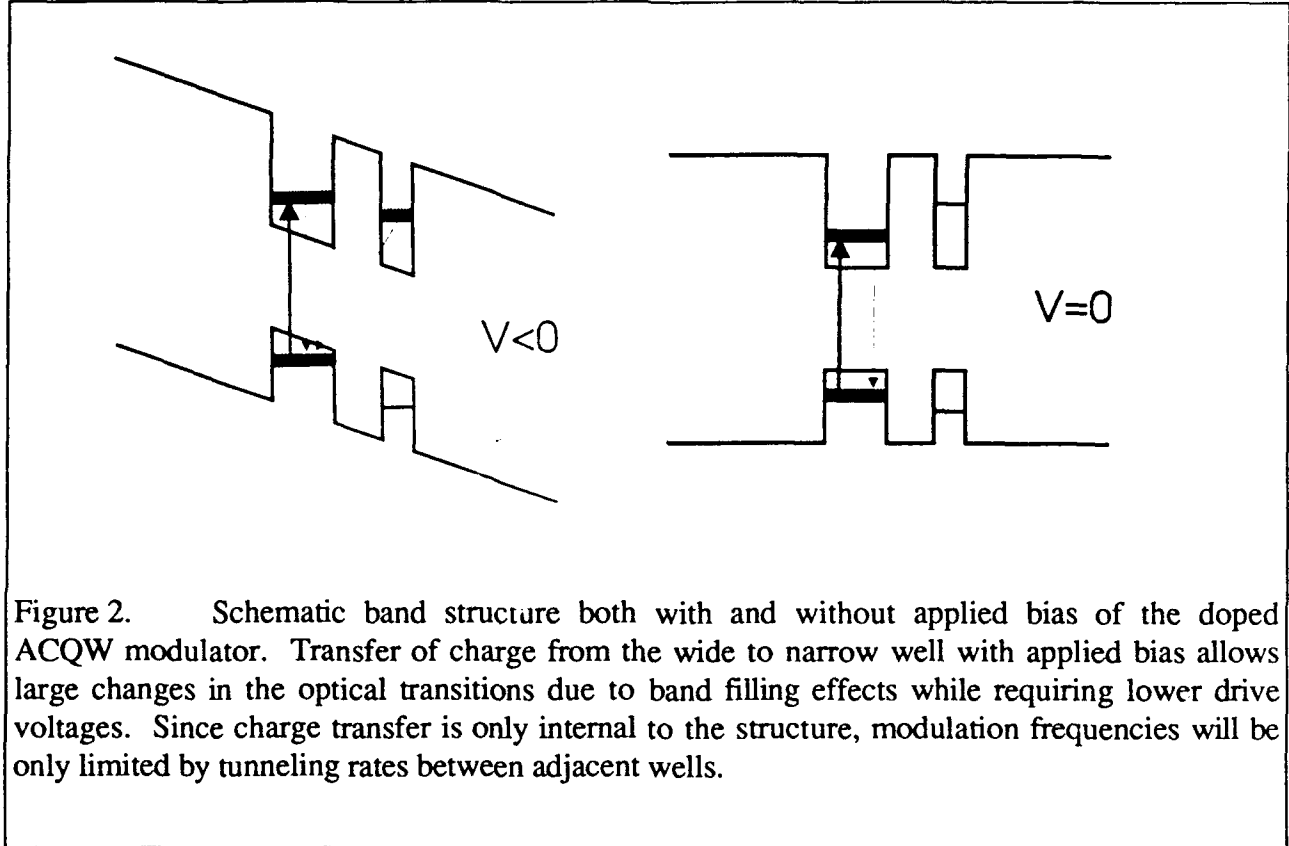 V<0
V=0
Figure 2. Schematic band structure both with and without applied bias of the doped
ACQW modulator. Transfer of charge from the wide to narrow well with applied bias allows
large changes in the optical transitions due to band filling effects while requiring lower drive
voltages. Since charge transfer is only internal to the structure, modulation frequencies will be
only limited by tunneling rates between adjacent wells.